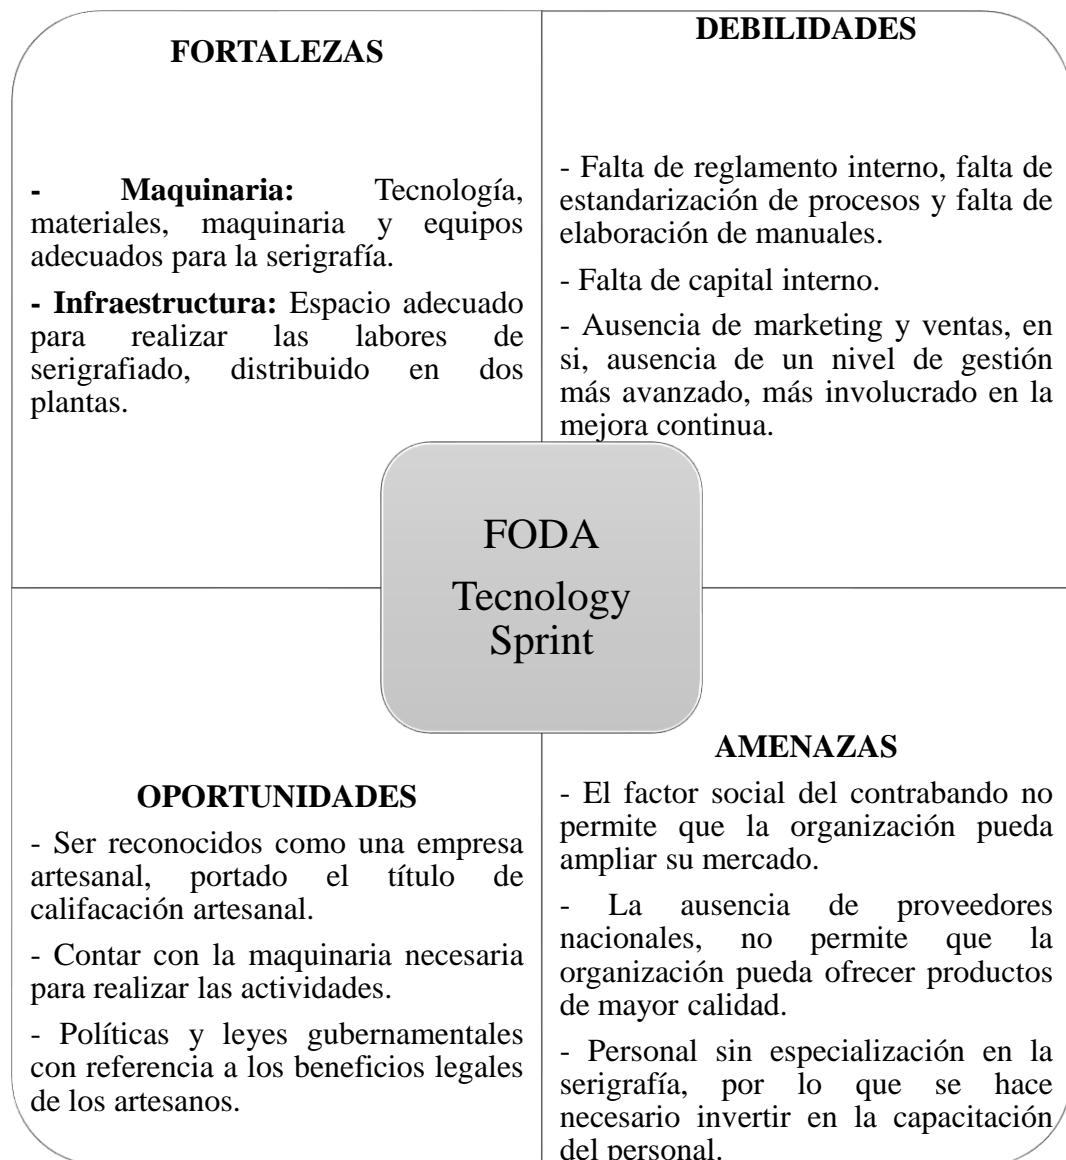 FORTALEZAS
- Maquinaria: Tecnología,
materiales, maquinaria y equipos
adecuados para la serigrafía.
- Infraestructura: Espacio adecuado
para realizar las labores de
serigrafiado, distribuido en dos
plantas.
DEBILIDADES
- Falta de reglamento interno, falta de
estandarización de procesos y falta de
elaboración de manuales.
- Falta de capital interno.
- Ausencia de marketing y ventas, en
si, ausencia de un nivel de gestión
más avanzado, más involucrado en la
mejora continua.
FODA
Tecnology
Sprint
OPORTUNIDADES
- Ser reconocidos como una empresa
artesanal, portado el título de
califacación artesanal.
- Contar con la maquinaria necesaria
para realizar las actividades.
- Políticas y leyes gubernamentales
con referencia a los beneficios legales
de los artesanos.
AMENAZAS
- El factor social del contrabando no
permite que la organización pueda
ampliar su mercado.
- La ausencia de proveedores
nacionales, no permite que la
organización pueda ofrecer productos
de mayor calidad.
- Personal sin especialización en la
serigrafía, por lo que se hace
necesario invertir en la capacitación
del personal.